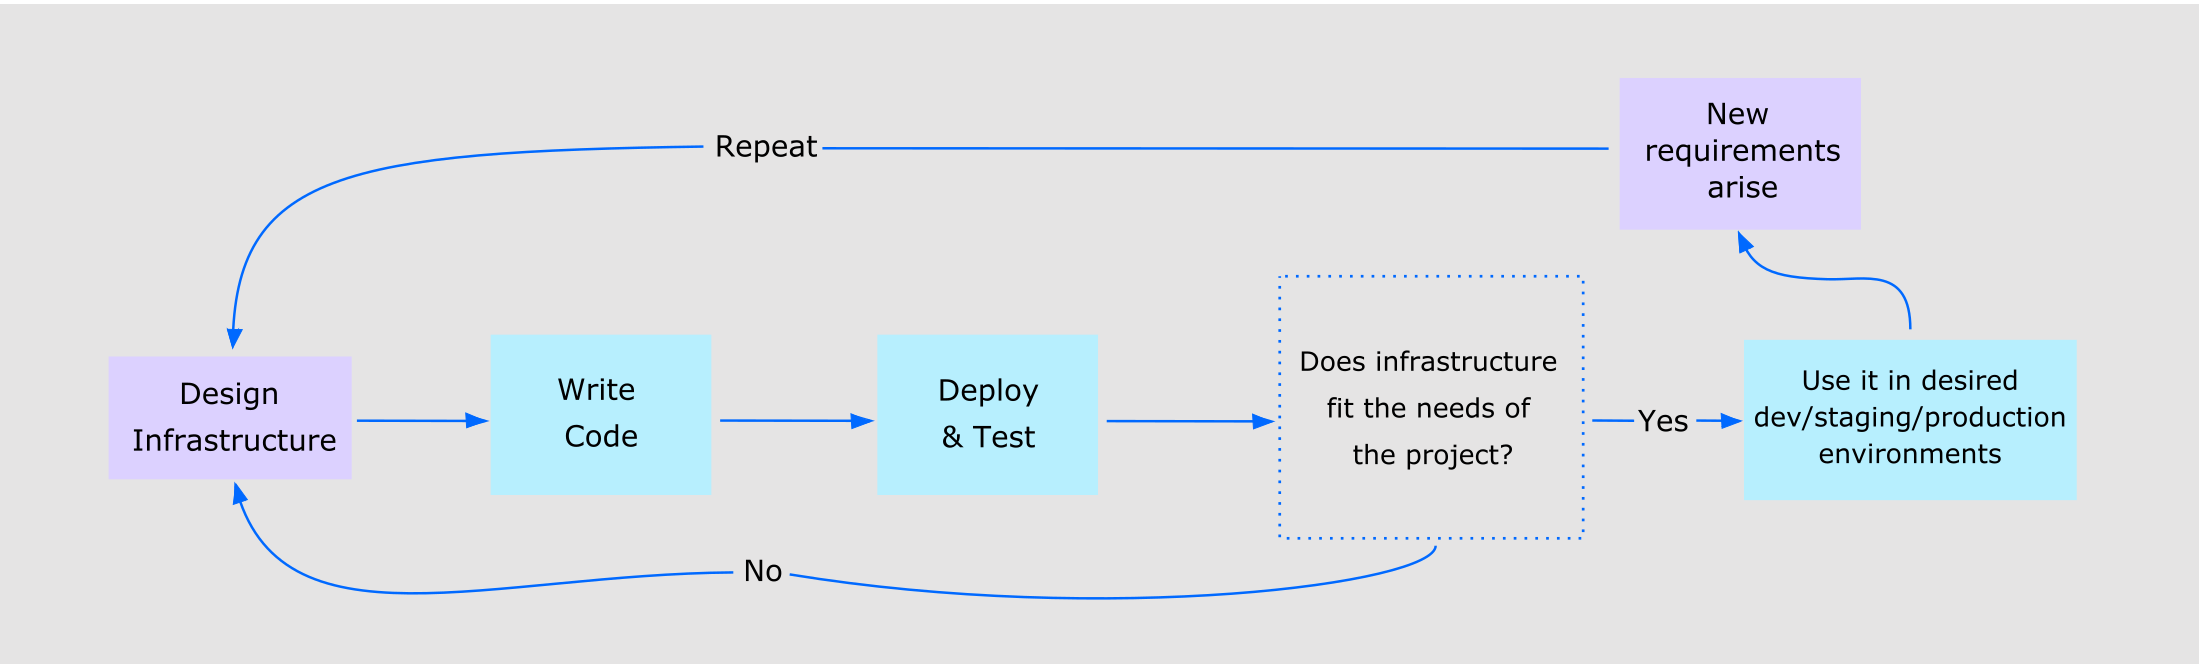 New
requirements
arise
Repeat
Design
Infrastructure
Write
Code
Deploy
& Test
Does infrastructure
fit the needs of
the project?
Yes
Use it in desired
dev/staging/production
environments
No